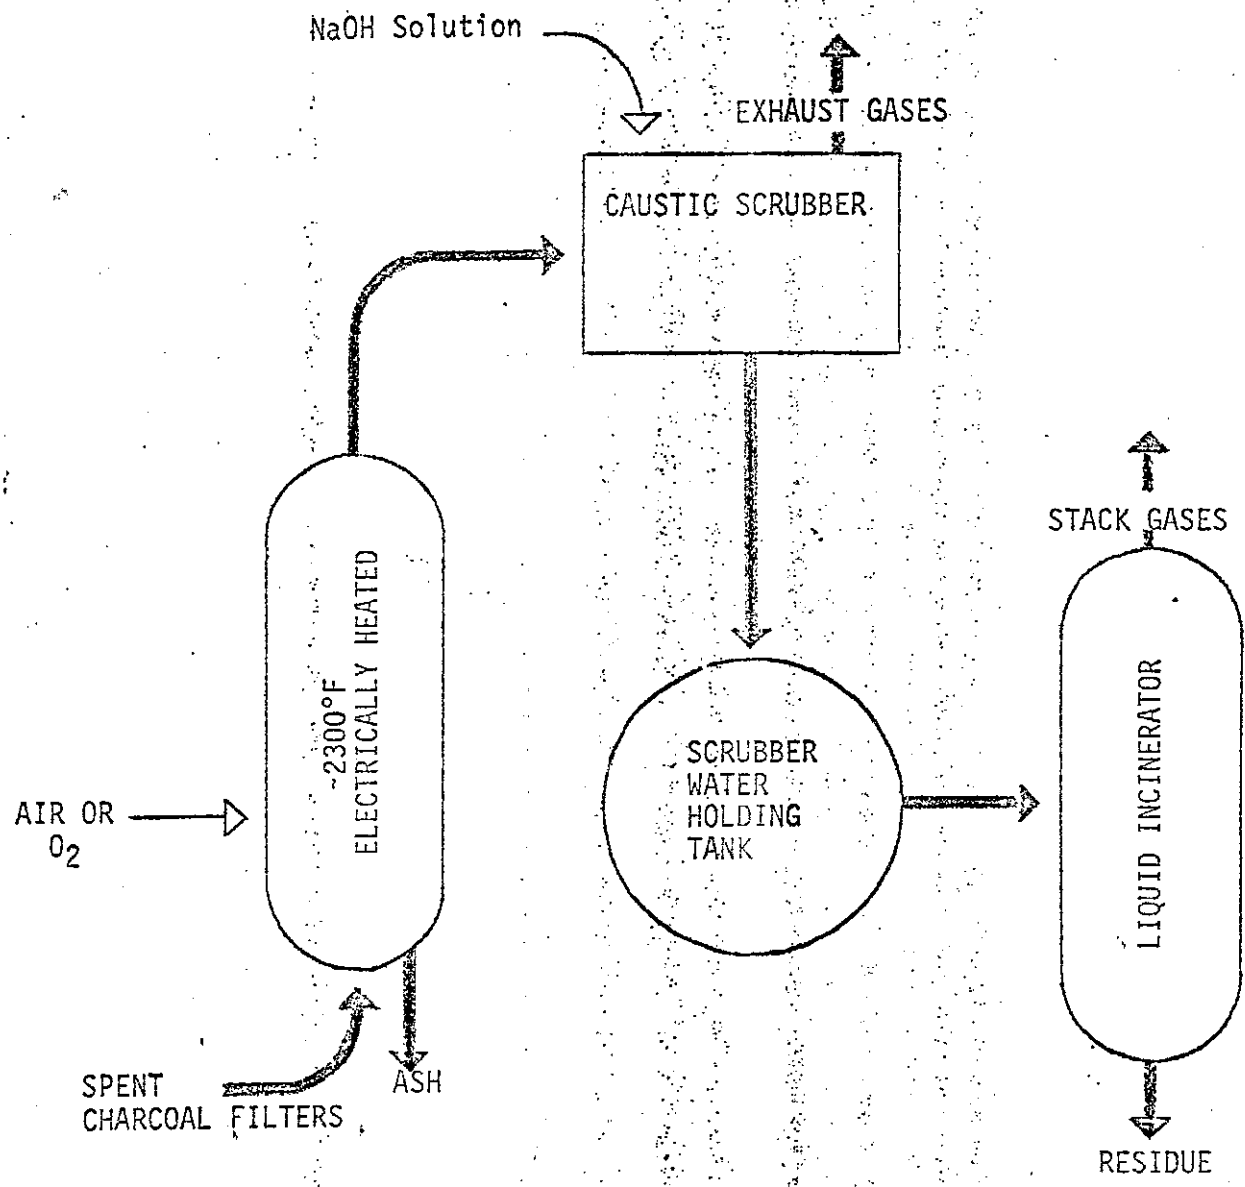 NaOH Solution
EXHAUST GASES
CAUSTIC SCRUBBER
STACK GASES
~2300°F
ELECTRICALLY HEATED
SCRUBBER
WATER
HOLDING
TANK
LIQUID INCINERATOR
AIR OR
O₂
SPENT
CHARCOAL FILTERS
ASH
RESIDUE